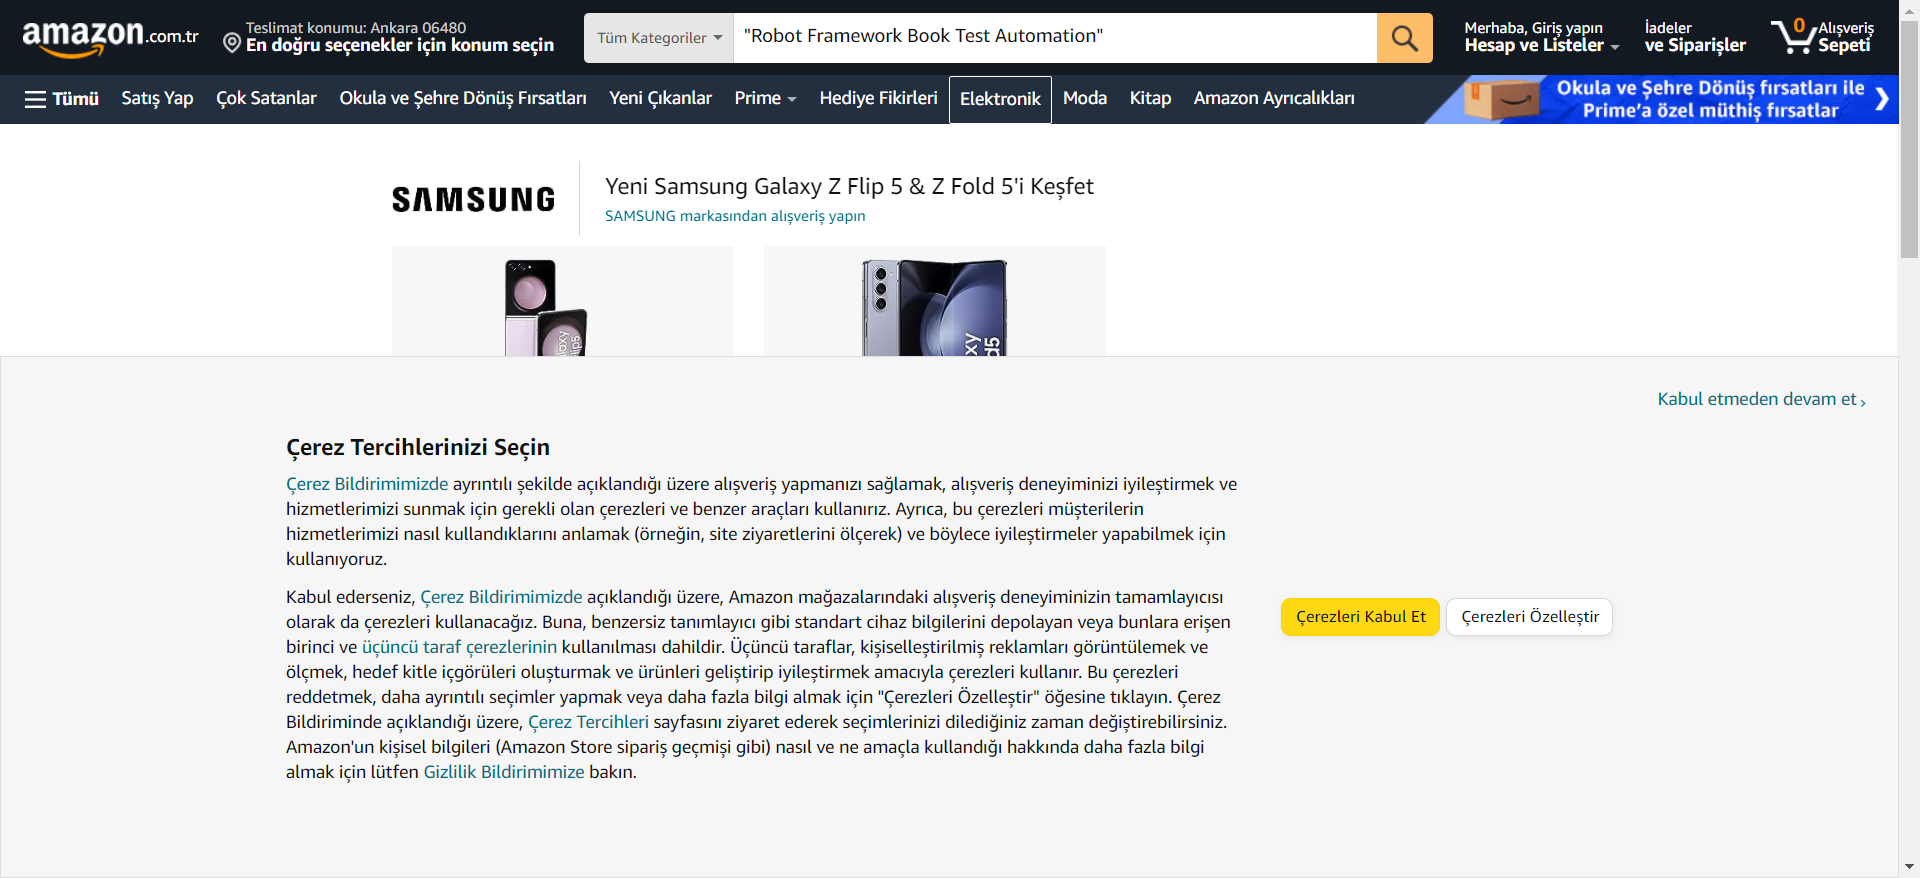 amazon.com.tr
Teslimat konumu: Ankara 06480
En doğru seçenekler için konum seçin
Tüm Kategoriler
"Robot Framework Book Test Automation"
Merhaba, Giriş yapın
Hesap ve Listeler
İadeler
ve Siparişler
0
Alışveriş
Sepeti
Tümü
Satış Yap
Çok Satanlar
Okula ve Şehre Dönüş Fırsatları
Yeni Çıkanlar
Prime
Hediye Fikirleri
Elektronik
Moda
Kitap
Amazon Ayrıcalıkları
Okula ve Şehre Dönüş fırsatları ile
Prime'a özel müthiş fırsatlar
SAMSUNG
Yeni Samsung Galaxy Z Flip 5 & Z Fold 5'i Keşfet
SAMSUNG markasından alışveriş yapın
Kabul etmeden devam et
Çerez Tercihlerinizi Seçin
Çerez Bildirimimizde ayrıntılı şekilde açıklandığı üzere alışveriş yapmanızı sağlamak, alışveriş deneyiminizi iyileştirmek ve
hizmetlerimizi sunmak için gerekli olan çerezleri ve benzer araçları kullanırız. Ayrıca, bu çerezleri müşterilerin
hizmetlerimizi nasıl kullandıklarını anlamak (örneğin, site ziyaretlerini ölçerek) ve böylece iyileştirmeler yapabilmek için
kullanıyoruz.
Kabul ederseniz, Çerez Bildirimimizde açıklandığı üzere, Amazon mağazalarındaki alışveriş deneyiminizin tamamlayıcısı
olarak da çerezleri kullanacağız. Buna, benzersiz tanımlayıcı gibi standart cihaz bilgilerini depolayan veya bunlara erişen
birinci ve üçüncü taraf çerezlerinin kullanılması dahildir. Üçüncü taraflar, kişiselleştirilmiş reklamları görüntülemek ve
ölçmek, hedef kitle içgörüleri oluşturmak ve ürünleri geliştirip iyileştirmek amacıyla çerezleri kullanır. Bu çerezleri
reddetmek, daha ayrıntılı seçimler yapmak veya daha fazla bilgi almak için "Çerezleri Özelleştir" öğesine tıklayın. Çerez
Bildiriminde açıklandığı üzere, Çerez Tercihleri sayfasını ziyaret ederek seçimlerinizi dilediğiniz zaman değiştirebilirsiniz.
Amazon'un kişisel bilgileri (Amazon Store sipariş geçmişi gibi) nasıl ve ne amaçla kullandığı hakkında daha fazla bilgi
almak için lütfen Gizlilik Bildirimimize bakın.
Çerezleri Kabul Et
Çerezleri Özelleştir